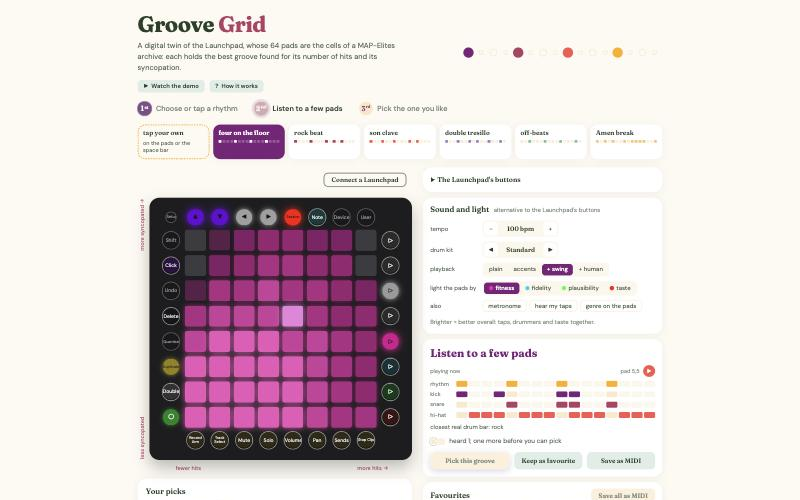 Groove Grid
A digital twin of the Launchpad, whose 64 pads are the cells of a MAP-Elites
archive: each holds the best groove found for its number of hits and its
syncopation.
▶ Watch the demo
? How it works
1st Choose or tap a rhythm
2nd Listen to a few pads
3rd Pick the one you like
tap your own
on the pads or the
space bar
four on the floor
rock beat
son clave
double tresillo
off-beats
Amen break
Connect a Launchpad
▶ The Launchpad's buttons
more syncopated →
less syncopated
Note
Device
User
Shift
Click
Undo
Delete
Double
Record
Arm
Track
Select
Mute
Solo
Volume
Pan
Sends
Stop Clip
fewer hits
more hits →
Sound and light alternative to the Launchpad's buttons
tempo
- 100 bpm +
drum kit
◀ Standard ▶
playback
plain accents + swing + human
light the pads by
fitness fidelity plausibility taste
also
metronome hear my taps genre on the pads
Brighter = better overall: taps, drummers and taste together.
Listen to a few pads
playing now
pad 5,5
rhythm
kick
snare
hi-hat
closest real drum bar: rock
heard 1; one more before you can pick
Pick this groove
Keep as favourite
Save as MIDI
Your picks
Favourites
Save all as MIDI